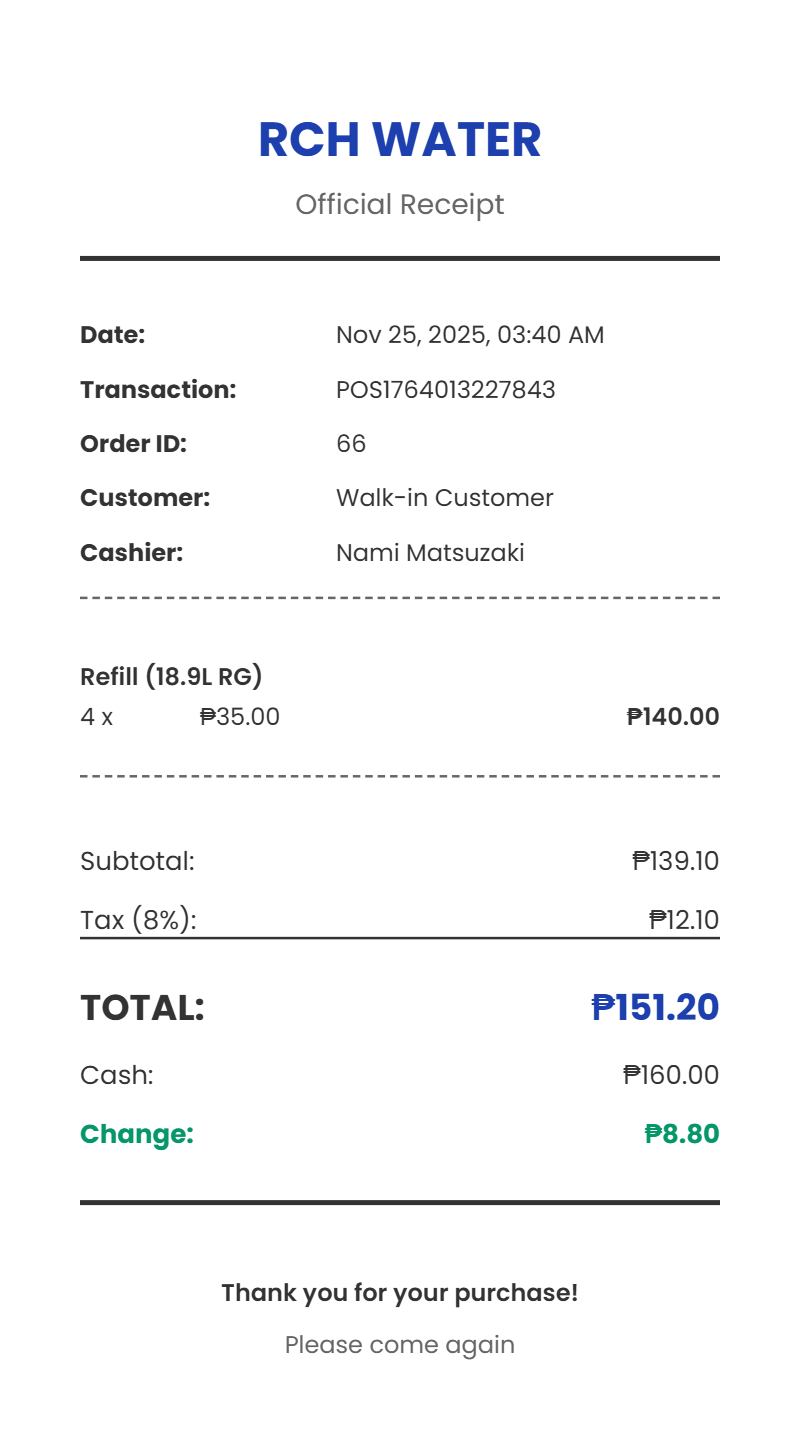 RCH WATER
Official Receipt
Date: Nov 25, 2025, 03:40 AM
Transaction: POS1764013227843
Order ID: 66
Customer: Walk-in Customer
Cashier: Nami Matsuzaki
Refill (18.9L RG)
4 x ₱35.00 ₱140.00
Subtotal: ₱139.10
Tax (8%): ₱12.10
TOTAL: ₱151.20
Cash: ₱160.00
Change: ₱8.80
Thank you for your purchase!
Please come again